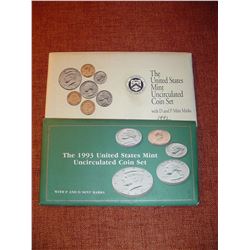 The
United States
Mint
Uncirculated
Coin Set
with D and P Mint Marks
1992
The 1993 United States Mint
Uncirculated Coin Set
WITH P AND D MINT MARKS